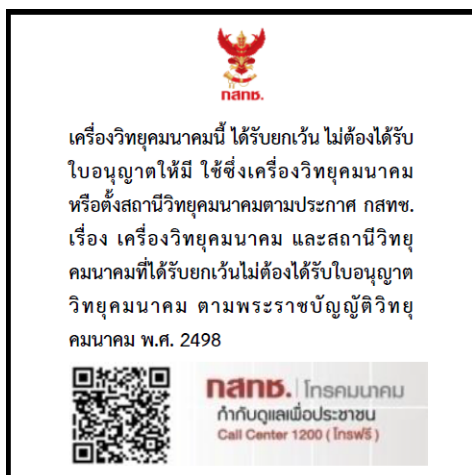 กสทช.
เครื่องวิทยุคมนาคมนี้ ได้รับยกเว้น ไม่ต้องได้รับ
ใบอนุญาตให้มี ใช้ซึ่งเครื่องวิทยุคมนาคม
หรือตั้งสถานีวิทยุคมนาคมตามประกาศ กสทช.
เรื่อง เครื่องวิทยุคมนาคม และสถานีวิทยุ
คมนาคมที่ได้รับยกเว้นไม่ต้องได้รับใบอนุญาต
วิทยุคมนาคม ตามพระราชบัญญัติวิทยุ
คมนาคม พ.ศ. 2498
กสทช. | โทรคมนาคม
กำกับดูแลเพื่อประชาชน
Call Center 1200 ( โทรฟรี )